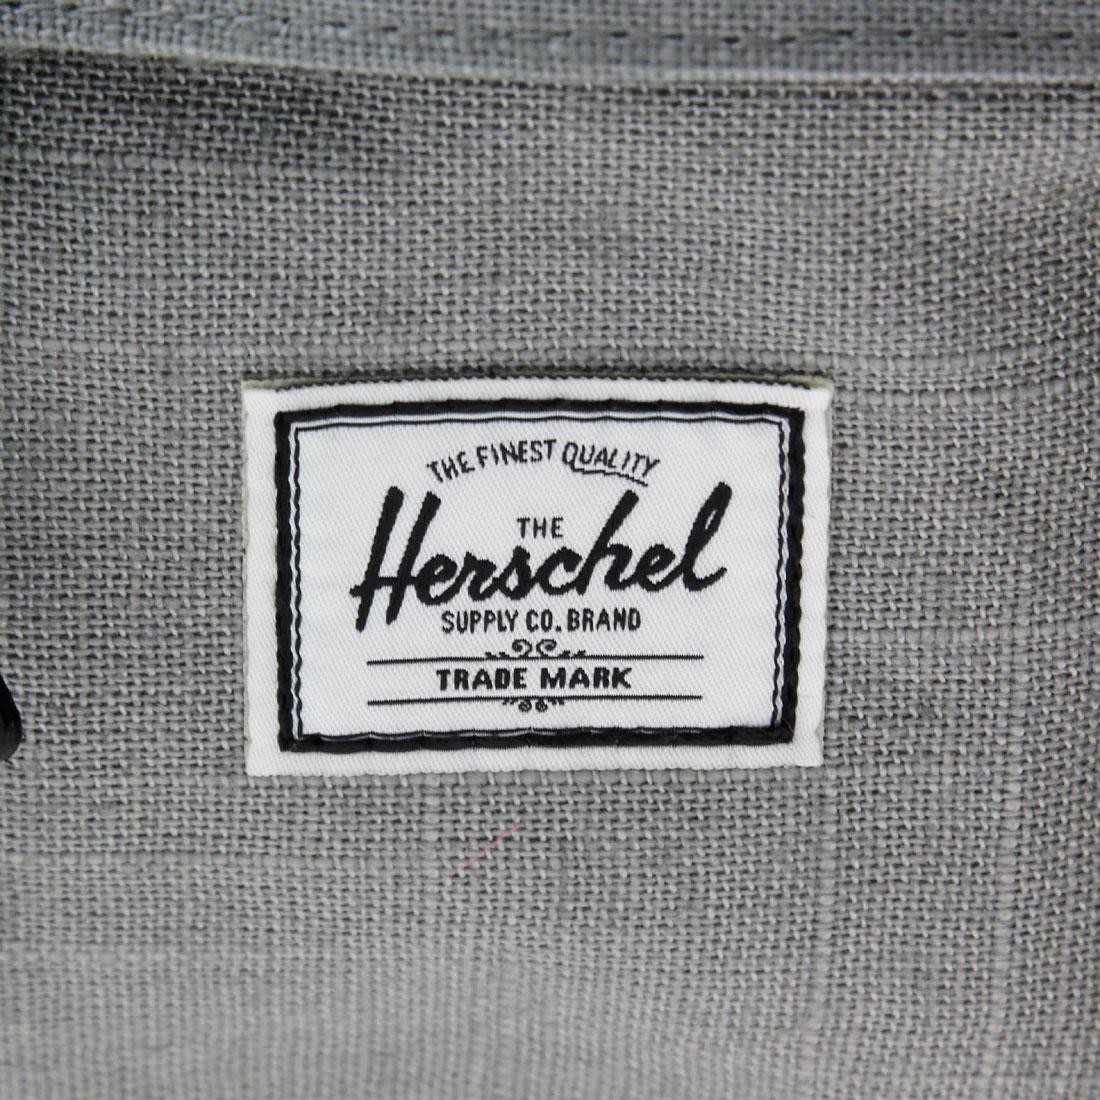 THE FINEST QUALITY
THE
Herschel
SUPPLY CO. BRAND
TRADE MARK